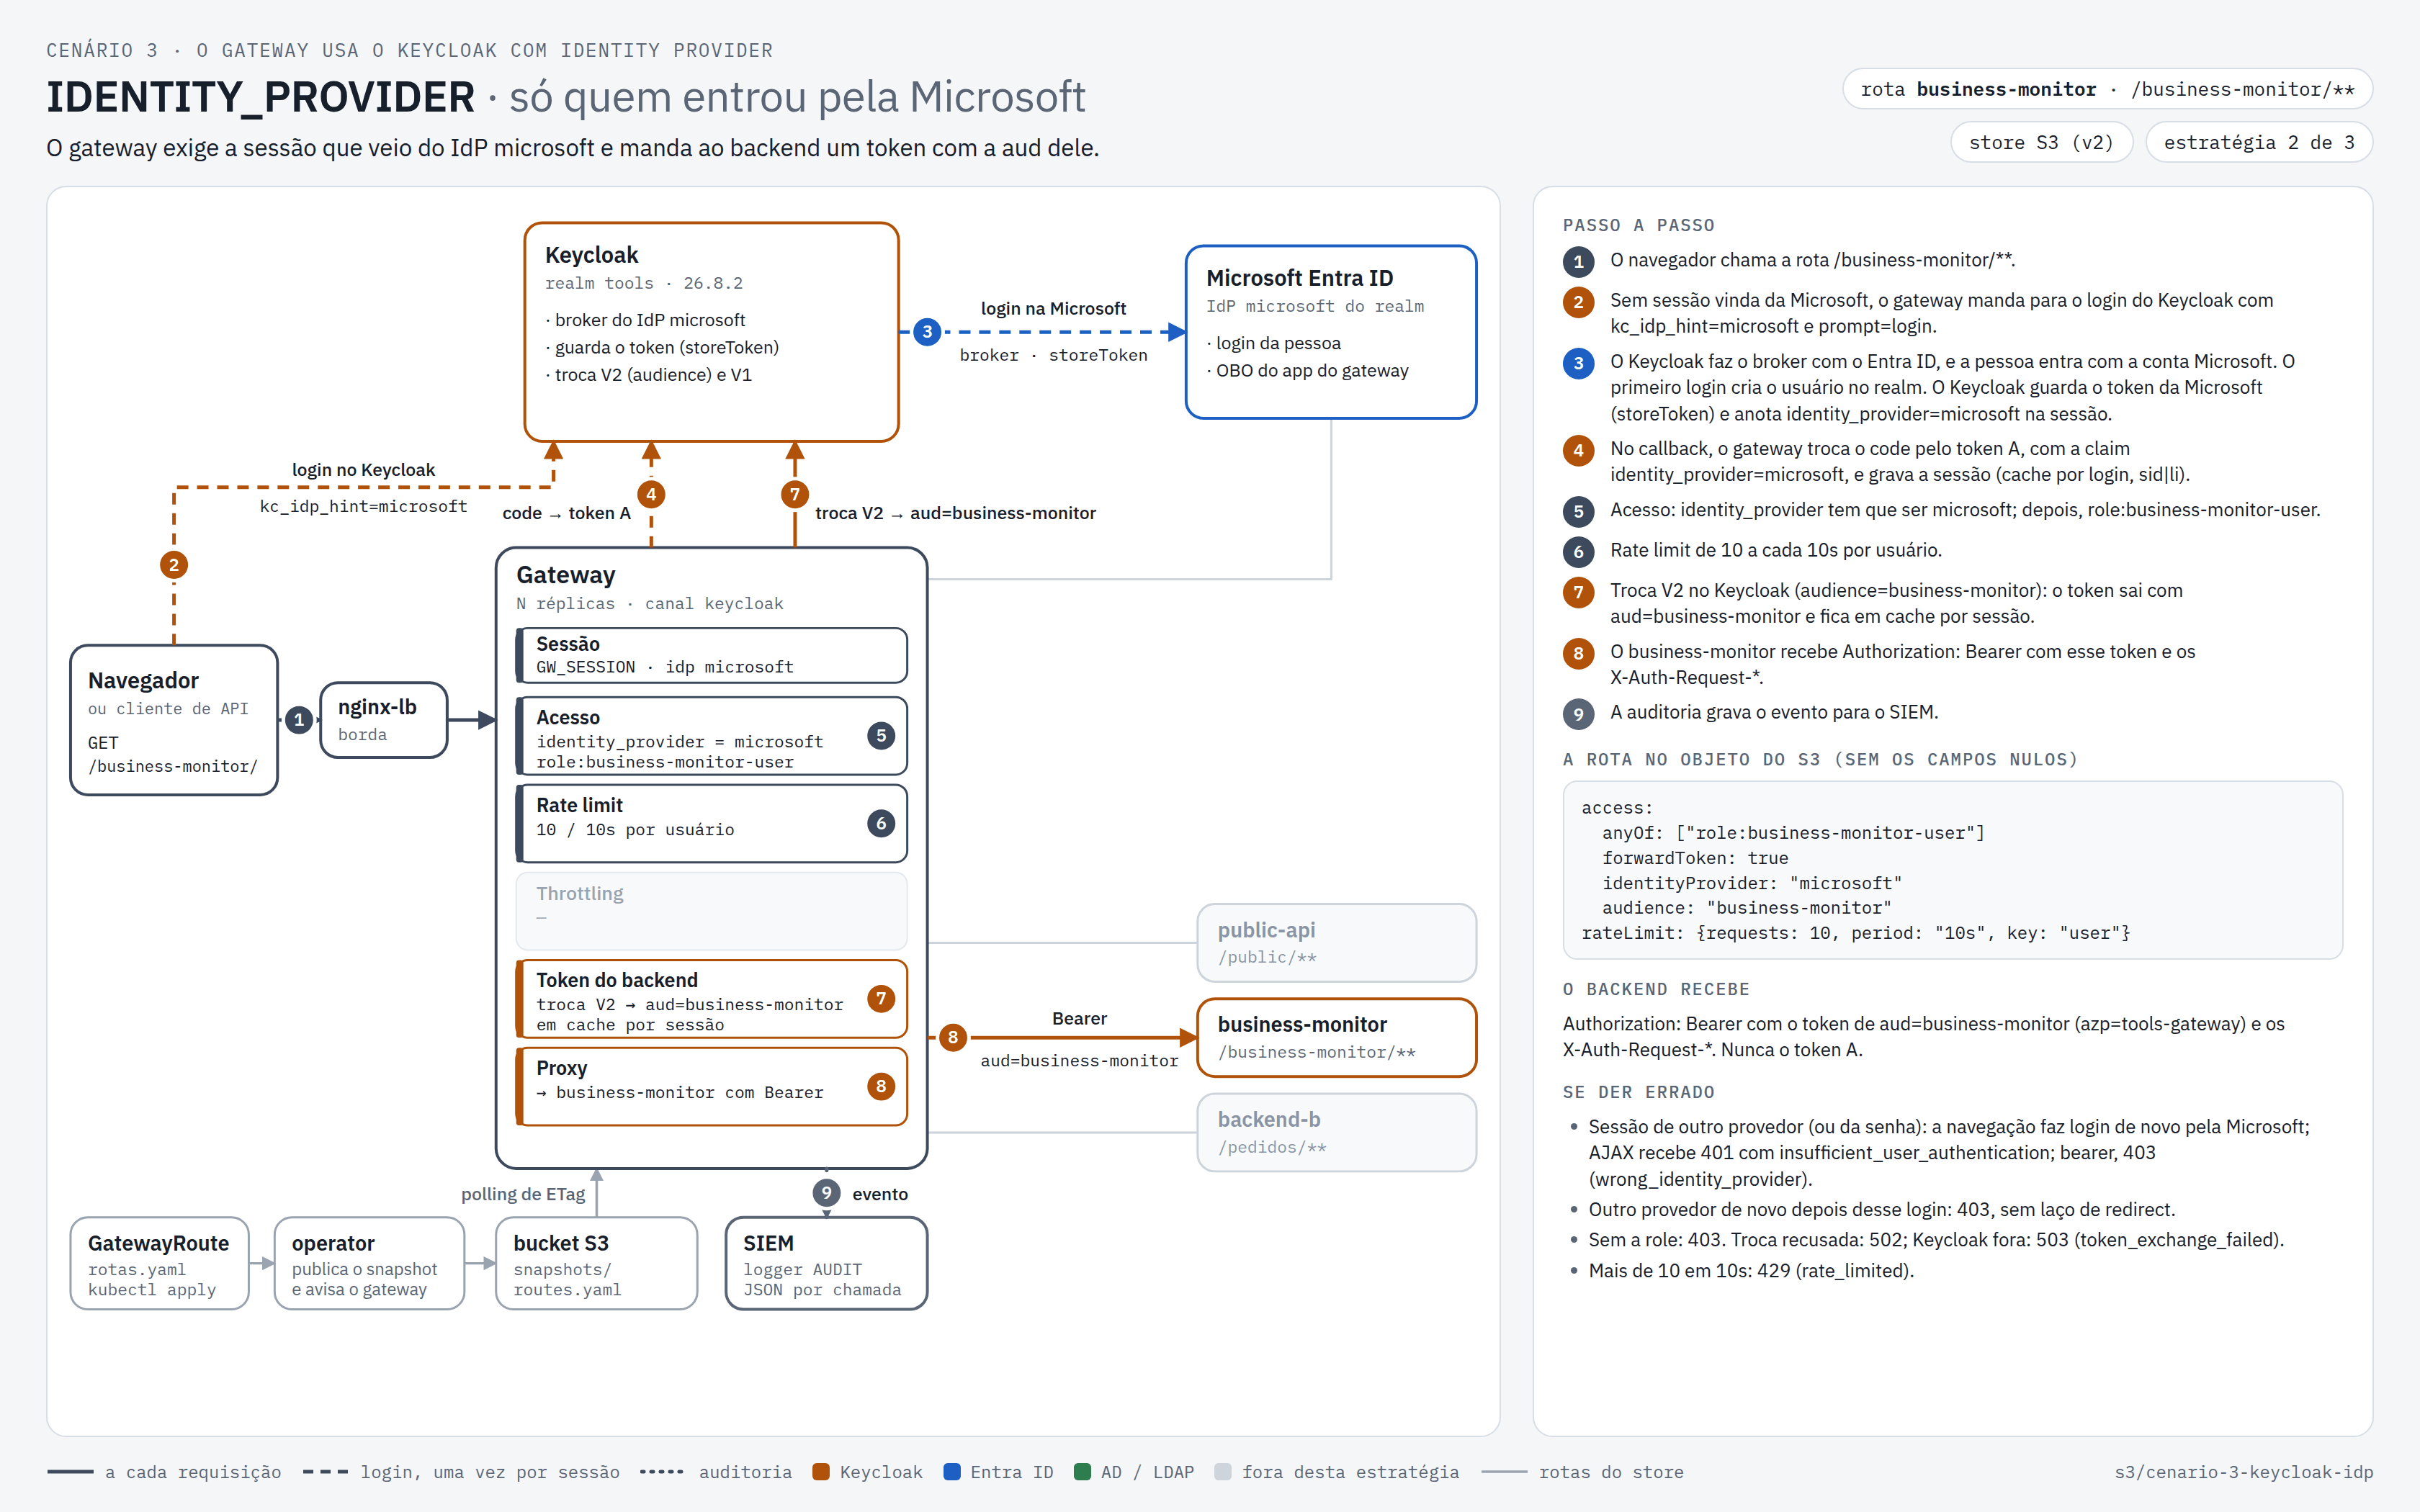 CENÁRIO 3 · O GATEWAY USA O KEYCLOAK COM IDENTITY PROVIDER
IDENTITY_PROVIDER · só quem entrou pela Microsoft
O gateway exige a sessão que veio do IdP microsoft e manda ao backend um token com a aud dele.
rota business-monitor · /business-monitor/**
store S3 (v2)
estratégia 2 de 3
Keycloak
realm tools · 26.8.2
· broker do IdP microsoft
· guarda o token (storeToken)
· troca V2 (audience) e V1
3
login na Microsoft
broker · storeToken
Microsoft Entra ID
IdP microsoft do realm
· login da pessoa
· OBO do app do gateway
login no Keycloak
kc_idp_hint=microsoft
2
4
code → token A
7
troca V2 → aud=business-monitor
Navegador
ou cliente de API
GET
/business-monitor/
1
nginx-lb
borda
Gateway
N réplicas · canal keycloak
Sessão
GW_SESSION · idp microsoft
Acesso
identity_provider = microsoft
role:business-monitor-user
5
Rate limit
10 / 10s por usuário
6
Throttling
—
Token do backend
troca V2 → aud=business-monitor
em cache por sessão
7
Proxy
→ business-monitor com Bearer
8
8
Bearer
aud=business-monitor
public-api
/public/**
business-monitor
/business-monitor/**
backend-b
/pedidos/**
polling de ETag
9
evento
GatewayRoute
rotas.yaml
kubectl apply
operator
publica o snapshot
e avisa o gateway
bucket S3
snapshots/
routes.yaml
SIEM
logger AUDIT
JSON por chamada
PASSO A PASSO
1 O navegador chama a rota /business-monitor/**.
2 Sem sessão vinda da Microsoft, o gateway manda para o login do Keycloak com
kc_idp_hint=microsoft e prompt=login.
3 O Keycloak faz o broker com o Entra ID, e a pessoa entra com a conta Microsoft. O
primeiro login cria o usuário no realm. O Keycloak guarda o token da Microsoft
(storeToken) e anota identity_provider=microsoft na sessão.
4 No callback, o gateway troca o code pelo token A, com a claim
identity_provider=microsoft, e grava a sessão (cache por login, sid|li).
5 Acesso: identity_provider tem que ser microsoft; depois, role:business-monitor-user.
6 Rate limit de 10 a cada 10s por usuário.
7 Troca V2 no Keycloak (audience=business-monitor): o token sai com
aud=business-monitor e fica em cache por sessão.
8 O business-monitor recebe Authorization: Bearer com esse token e os
X-Auth-Request-*.
9 A auditoria grava o evento para o SIEM.
A ROTA NO OBJETO DO S3 (SEM OS CAMPOS NULOS)
access:
anyOf: ["role:business-monitor-user"]
forwardToken: true
identityProvider: "microsoft"
audience: "business-monitor"
rateLimit: {requests: 10, period: "10s", key: "user"}
O BACKEND RECEBE
Authorization: Bearer com o token de aud=business-monitor (azp=tools-gateway) e os
X-Auth-Request-*. Nunca o token A.
SE DER ERRADO
• Sessão de outro provedor (ou da senha): a navegação faz login de novo pela Microsoft;
AJAX recebe 401 com insufficient_user_authentication; bearer, 403
(wrong_identity_provider).
• Outro provedor de novo depois desse login: 403, sem laço de redirect.
• Sem a role: 403. Troca recusada: 502; Keycloak fora: 503 (token_exchange_failed).
• Mais de 10 em 10s: 429 (rate_limited).
a cada requisição
login, uma vez por sessão
auditoria
Keycloak
Entra ID
AD / LDAP
fora desta estratégia
rotas do store
s3/cenario-3-keycloak-idp